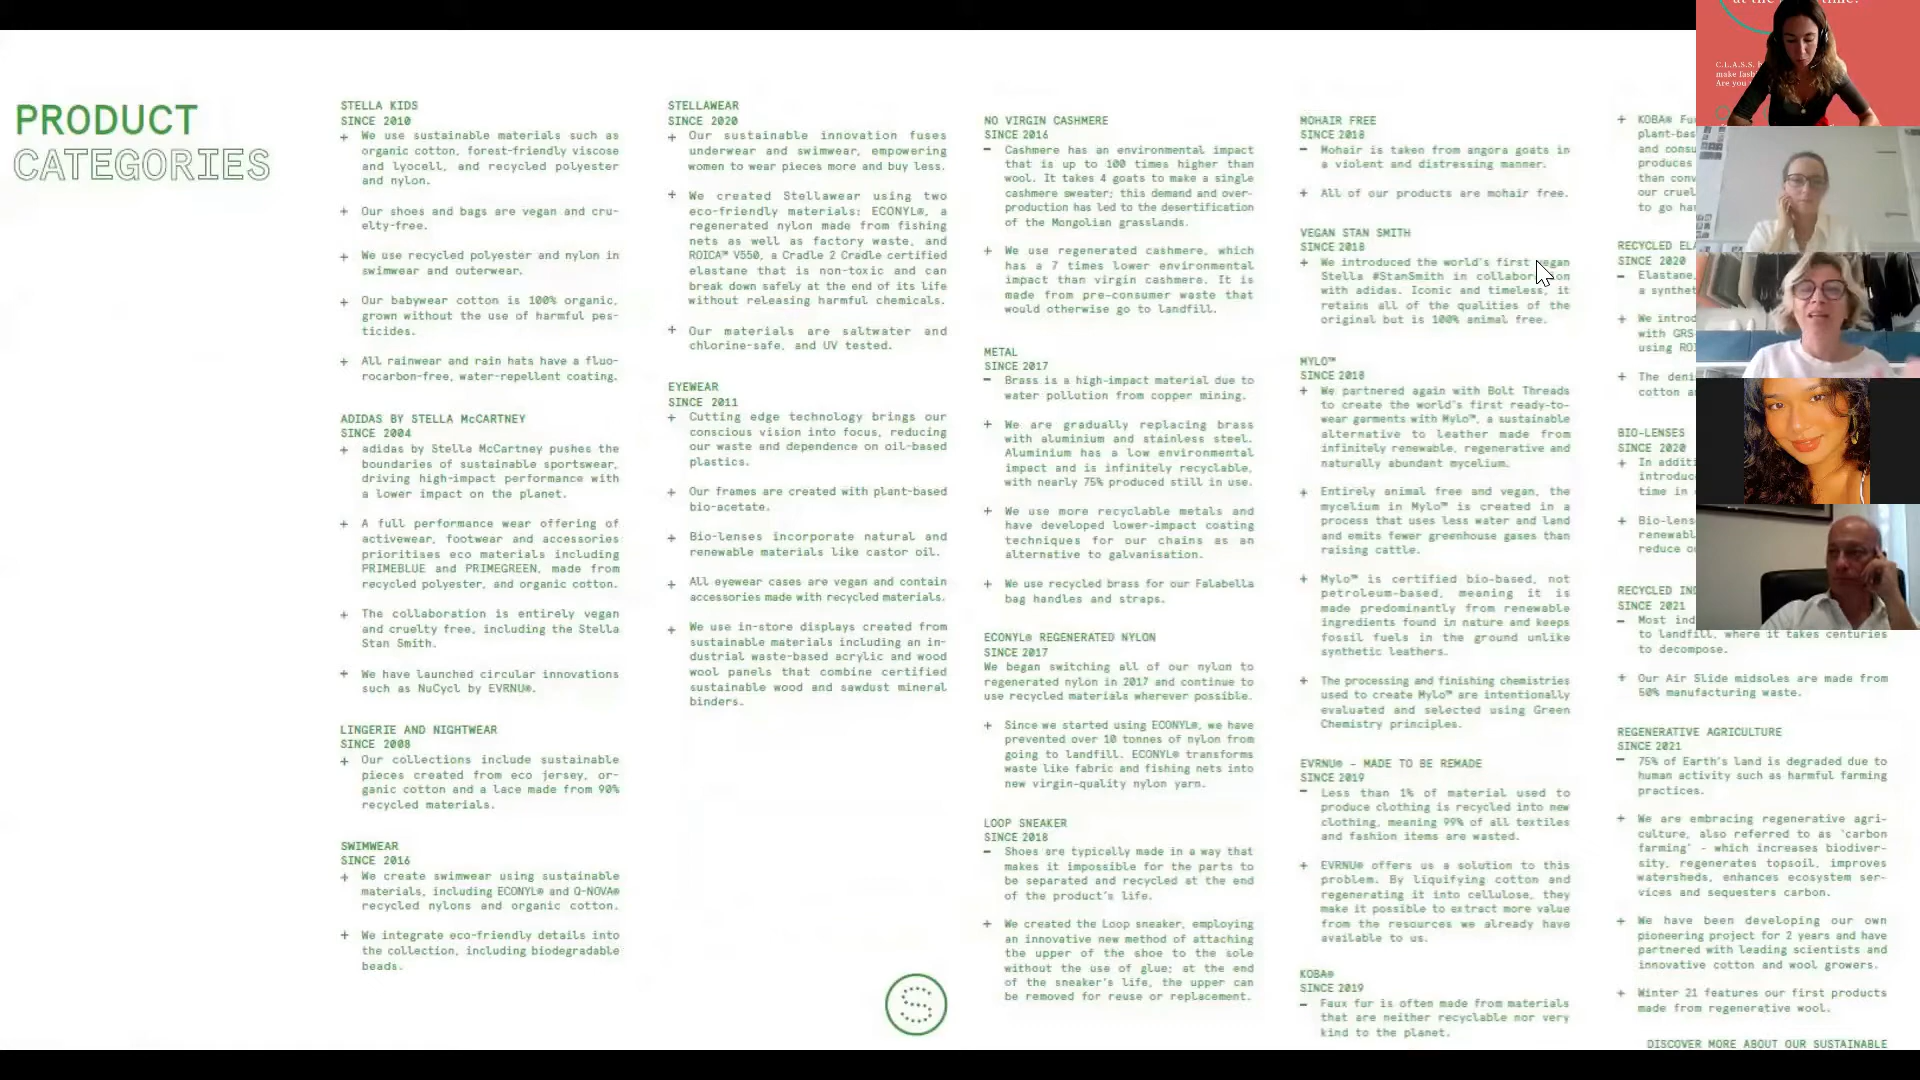 PRODUCT
CATEGORIES
STELLA KIDS
SINCE 2010
+ We use sustainable materials such as
organic cotton, forest-friendly viscose
and lyocell, and recycled polyester
and nylon.
+ Our shoes and bags are vegan and cru-
elty-free.
+ We use recycled polyester and nylon in
swimwear and outerwear.
+ Our babywear cotton is 100% organic,
grown without the use of harmful pes-
ticides.
+ All rainwear and rain hats have a fluo-
rocarbon-free, water-repellent coating.
ADIDAS BY STELLA McCARTNEY
SINCE 2004
+ adidas by Stella McCartney pushes the
boundaries of sustainable sportswear,
driving high-impact performance with
a lower impact on the planet.
+ A full performance wear offering of
activewear, footwear and accessories
prioritises eco materials including
PRIMEBLUE and PRIMEGREEN, made from
recycled polyester, and organic cotton.
+ The collaboration is entirely vegan
and cruelty free, including the Stella
Stan Smith.
+ We have launched circular innovations
such as NuCycl by EVRNU®.
LINGERIE AND NIGHTWEAR
SINCE 2008
+ Our collections include sustainable
pieces created from eco jersey, or-
ganic cotton and a lace made from 90%
recycled materials.
SWIMWEAR
SINCE 2016
+ We create swimwear using sustainable
materials, including ECONYL® and Q-NOVA®
recycled nylons and organic cotton.
+ We integrate eco-friendly details into
the collection, including biodegradable
beads.
STELLAWEAR
SINCE 2020
+ Our sustainable innovation fuses
underwear and swimwear, empowering
women to wear pieces more and buy less.
+ We created Stellawear using two
eco-friendly materials: ECONYL®, a
regenerated nylon made from fishing
nets as well as factory waste, and
ROICA™ V550, a Cradle 2 Cradle certified
elastane that is non-toxic and can
break down safely at the end of its life
without releasing harmful chemicals.
+ Our materials are saltwater and
chlorine-safe, and UV tested.
EYEWEAR
SINCE 2011
+ Cutting edge technology brings our
conscious vision into focus, reducing
our waste and dependence on oil-based
plastics.
+ Our frames are created with plant-based
bio-acetate.
+ Bio-lenses incorporate natural and
renewable materials like castor oil.
+ All eyewear cases are vegan and contain
accessories made with recycled materials.
+ We use in-store displays created from
sustainable materials including an in-
dustrial waste-based acrylic and wood
wool panels that combine certified
sustainable wood and sawdust mineral
binders.
S
NO VIRGIN CASHMERE
SINCE 2016
– Cashmere has an environmental impact
that is up to 100 times higher than
wool. It takes 4 goats to make a single
cashmere sweater; this demand and over-
production has led to the desertification
of the Mongolian grasslands.
+ We use regenerated cashmere, which
has a 7 times lower environmental
impact than virgin cashmere. It is
made from pre-consumer waste that
would otherwise go to landfill.
METAL
SINCE 2017
– Brass is a high-impact material due to
water pollution from copper mining.
+ We are gradually replacing brass
with aluminium and stainless steel.
Aluminium has a low environmental
impact and is infinitely recyclable,
with nearly 75% produced still in use.
+ We use more recyclable metals and
have developed lower-impact coating
techniques for our chains as an
alternative to galvanisation.
+ We use recycled brass for our Falabella
bag handles and straps.
ECONYL® REGENERATED NYLON
SINCE 2017
We began switching all of our nylon to
regenerated nylon in 2017 and continue to
use recycled materials wherever possible.
+ Since we started using ECONYL®, we have
prevented over 10 tonnes of nylon from
going to landfill. ECONYL® transforms
waste like fabric and fishing nets into
new virgin-quality nylon yarn.
LOOP SNEAKER
SINCE 2018
– Shoes are typically made in a way that
makes it impossible for the parts to
be separated and recycled at the end
of the product's life.
+ We created the Loop sneaker, employing
an innovative new method of attaching
the upper of the shoe to the sole
without the use of glue; at the end
of the sneaker's life, the upper can
be removed for reuse or replacement.
MOHAIR FREE
SINCE 2018
– Mohair is taken from angora goats in
a violent and distressing manner.
+ All of our products are mohair free.
VEGAN STAN SMITH
SINCE 2018
+ We introduced the world's first vegan
Stella #StanSmith in collaboration
with adidas. Iconic and timeless, it
retains all of the qualities of the
original but is 100% animal free.
MYLO™
SINCE 2018
+ We partnered again with Bolt Threads
to create the world's first ready-to-
wear garments with Mylo™, a sustainable
alternative to leather made from
infinitely renewable, regenerative and
naturally abundant mycelium.
+ Entirely animal free and vegan, the
mycelium in Mylo™ is created in a
process that uses less water and land
and emits fewer greenhouse gases than
raising cattle.
+ Mylo™ is certified bio-based, not
petroleum-based, meaning it is
made predominantly from renewable
ingredients found in nature and keeps
fossil fuels in the ground unlike
synthetic leathers.
+ The processing and finishing chemistries
used to create Mylo™ are intentionally
evaluated and selected using Green
Chemistry principles.
EVRNU® - MADE TO BE REMADE
SINCE 2019
– Less than 1% of material used to
produce clothing is recycled into new
clothing, meaning 99% of all textiles
and fashion items are wasted.
+ EVRNU® offers us a solution to this
problem. By liquifying cotton and
regenerating it into cellulose, they
make it possible to extract more value
from the resources we already have
available to us.
KOBA®
SINCE 2019
– Faux fur is often made from materials
that are neither recyclable nor very
kind to the planet.
+ KOBA® Fu
plant-bas
and consu
produces
than conv
our cruel
to go har
RECYCLED ELA
SINCE 2020
– Elastane,
a synthet
+ We introd
with GRS
using RO
+ The deni
cotton a
BIO-LENSES
SINCE 2020
+ In additi
introduce
time in
+ Bio-lens
renewabl
reduce o
RECYCLED IND
SINCE 2021
– Most ind
to landfill, where it takes centuries
to decompose.
+ Our Air Slide midsoles are made from
50% manufacturing waste.
REGENERATIVE AGRICULTURE
SINCE 2021
– 75% of Earth's land is degraded due to
human activity such as harmful farming
practices.
+ We are embracing regenerative agri-
culture, also referred to as 'carbon
farming' - which increases biodiver-
sity, regenerates topsoil, improves
watersheds, enhances ecosystem ser-
vices and sequesters carbon.
+ We have been developing our own
pioneering project for 2 years and have
partnered with leading scientists and
innovative cotton and wool growers.
+ Winter 21 features our first products
made from regenerative wool.
DISCOVER MORE ABOUT OUR SUSTAINABLE
C.L.A.S.S.
make fash
Are you